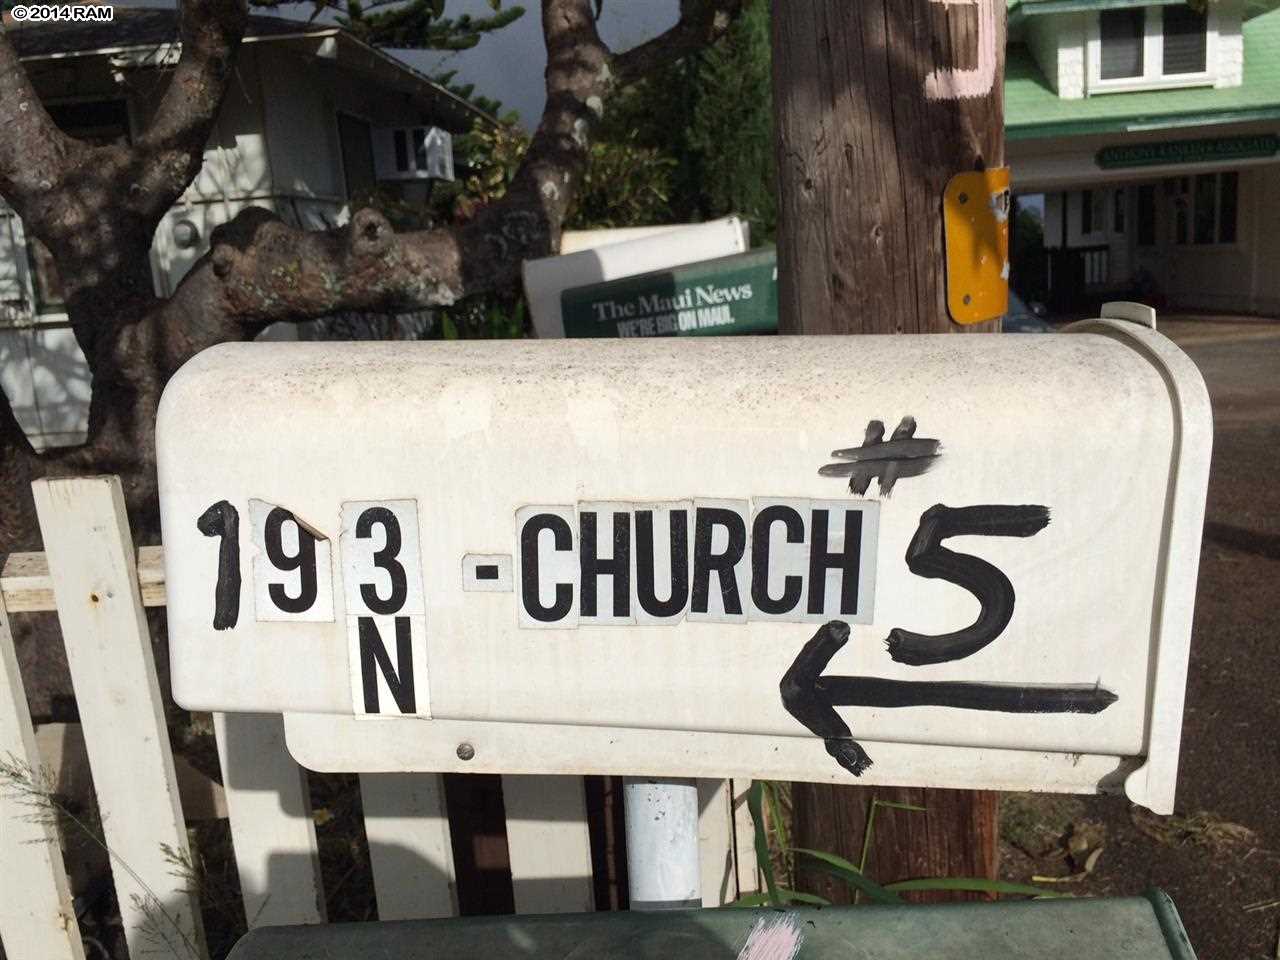 © 2014 RAM
The Maui News
WE'RE BIG ON MAUI.
#
193 - CHURCH 5
N